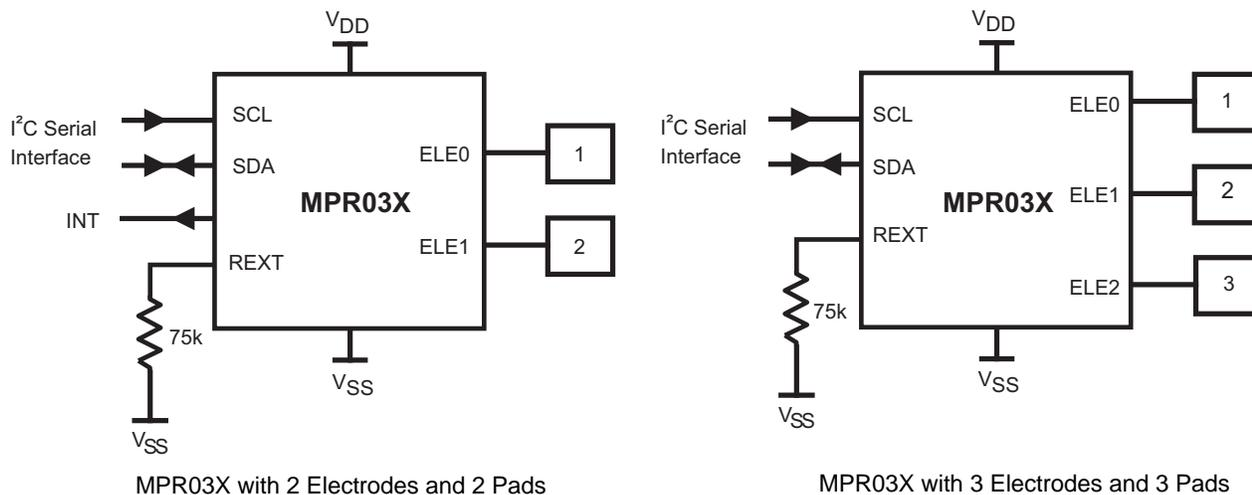 VDD
I²C Serial
Interface
SCL
SDA
INT
REXT
MPR03X
ELE0
ELE1
1
2
75k
VSS
VSS
MPR03X with 2 Electrodes and 2 Pads
VDD
I²C Serial
Interface
SCL
SDA
REXT
MPR03X
ELE0
ELE1
ELE2
1
2
3
75k
VSS
VSS
MPR03X with 3 Electrodes and 3 Pads